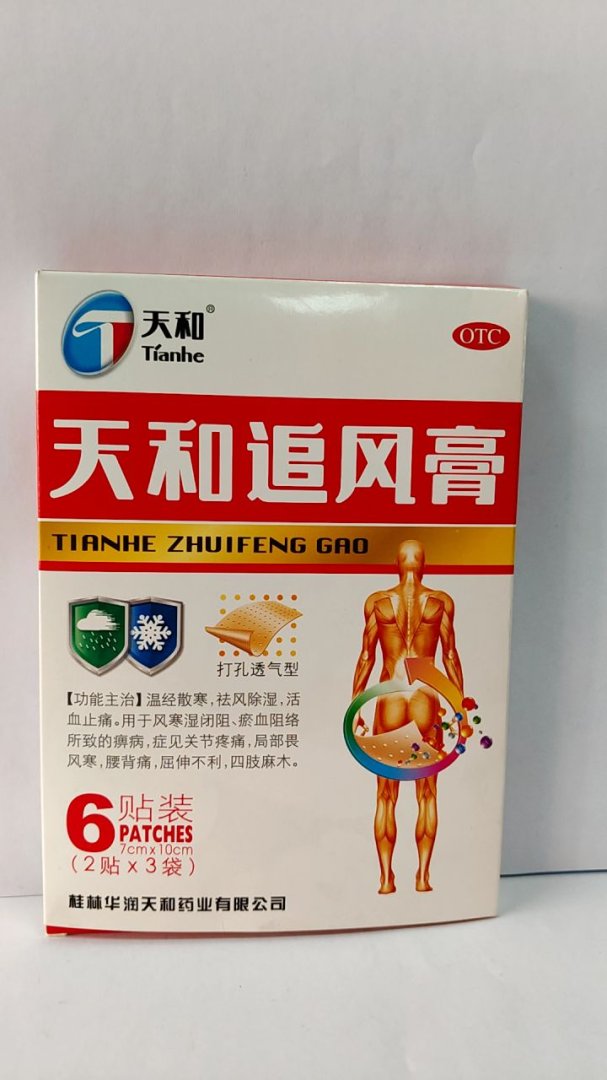 天和®
Tianhe
OTC
天和追风膏
TIANHE ZHUIFENG GAO
打孔透气型
【功能主治】温经散寒,祛风除湿,活
血止痛。用于风寒湿闭阻、瘀血阻络
所致的痹病,症见关节疼痛,局部畏
风寒,腰背痛,屈伸不利,四肢麻木。
6贴装
PATCHES
7cmx10cm
(2贴x3袋)
桂林华润天和药业有限公司